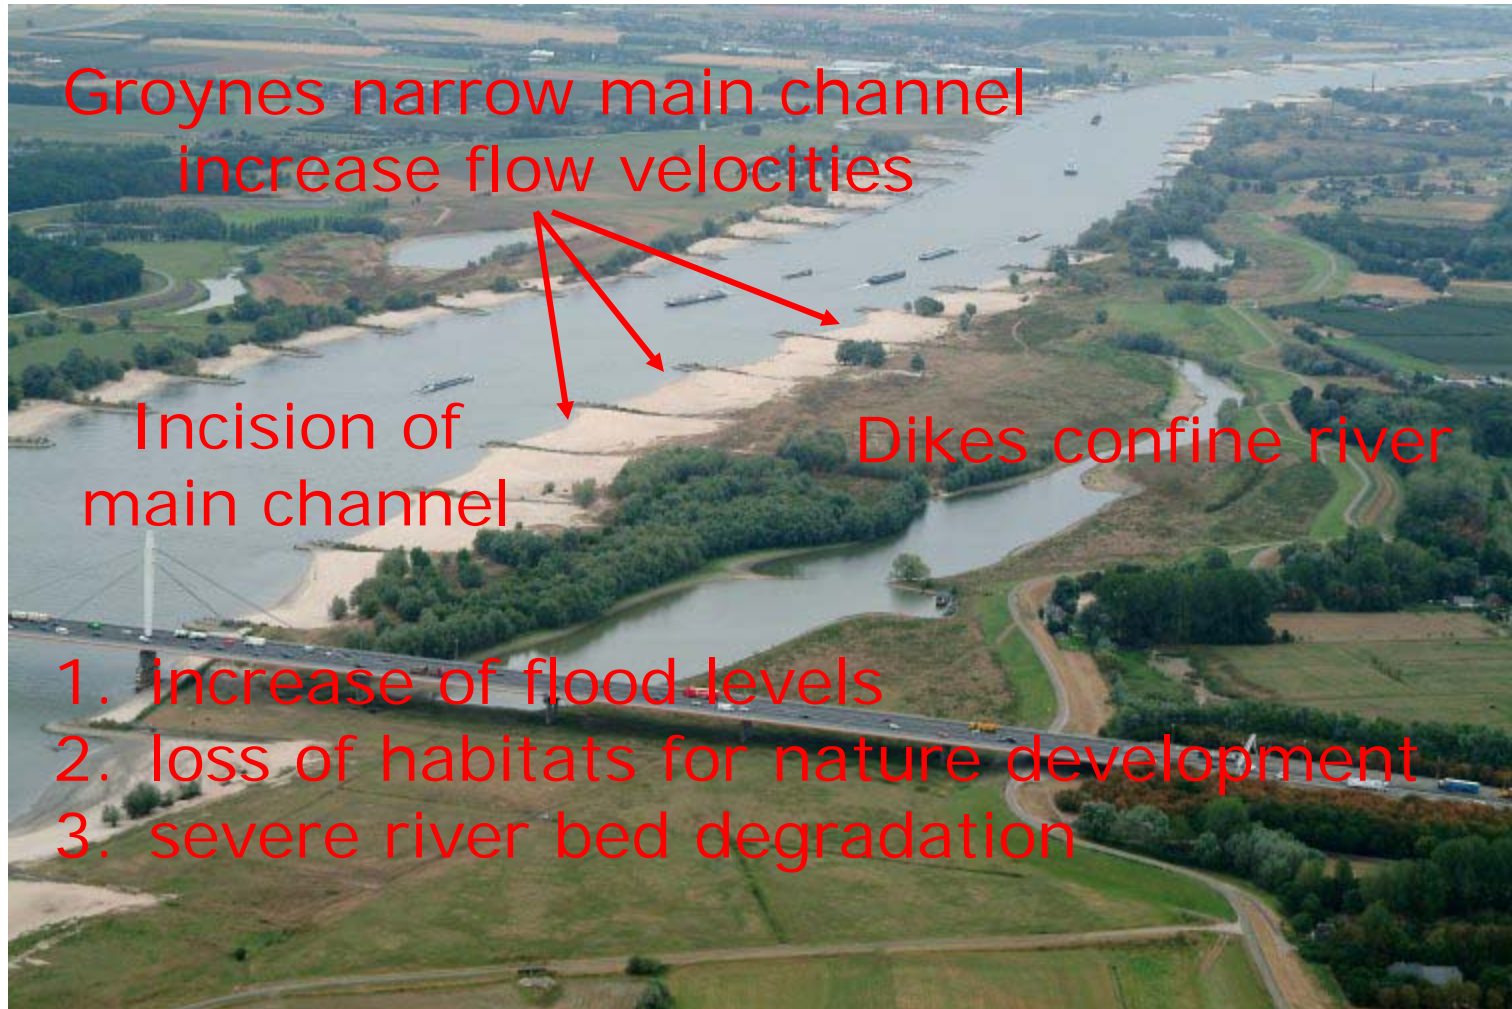 Groynes narrow main channel
increase flow velocities
Incision of
main channel
Dikes confine river
1. increase of flood levels
2. loss of habitats for nature development
3. severe river bed degradation